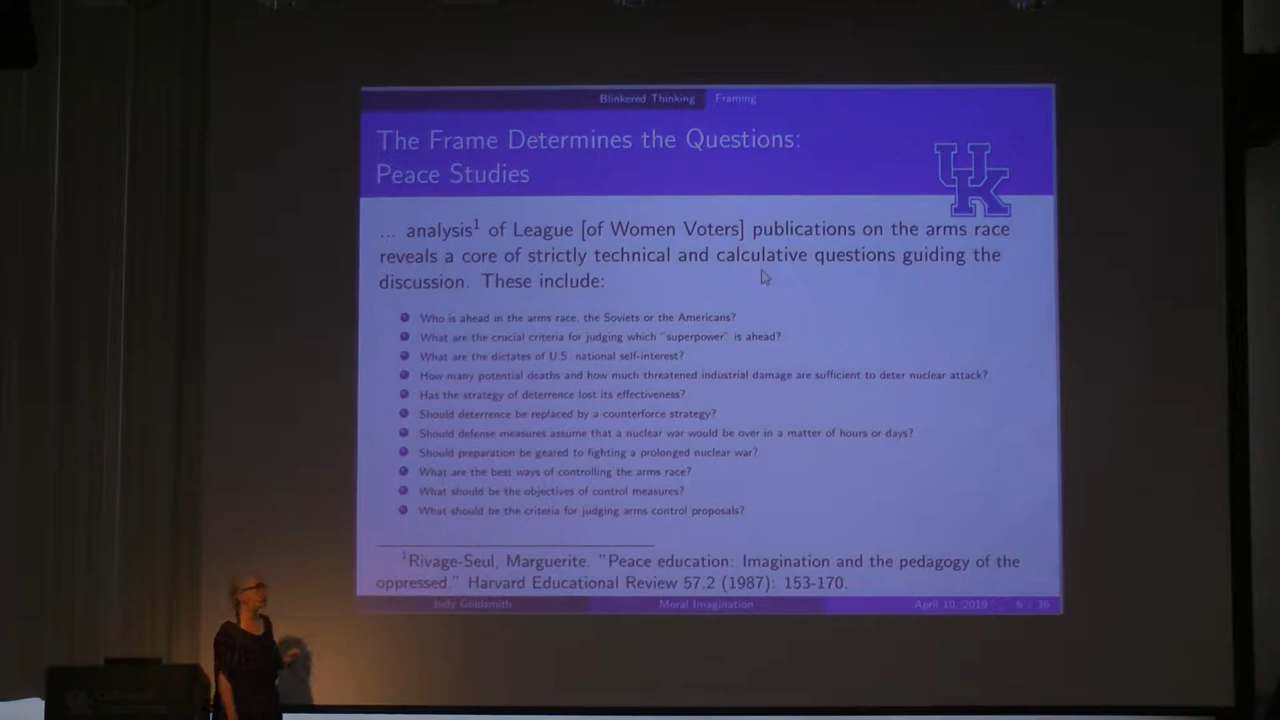 Blinkered Thinking Framing
The Frame Determines the Questions:
Peace Studies
UK
... analysis1 of League [of Women Voters] publications on the arms race
reveals a core of strictly technical and calculative questions guiding the
discussion. These include:
Who is ahead in the arms race, the Soviets or the Americans?
What are the crucial criteria for judging which "superpower" is ahead?
What are the dictates of U.S. national self-interest?
How many potential deaths and how much threatened industrial damage are sufficient to deter nuclear attack?
Has the strategy of deterrence lost its effectiveness?
Should deterrence be replaced by a counterforce strategy?
Should defense measures assume that a nuclear war would be over in a matter of hours or days?
Should preparation be geared to fighting a prolonged nuclear war?
What are the best ways of controlling the arms race?
What should be the objectives of control measures?
What should be the criteria for judging arms control proposals?
1Rivage-Seul, Marguerite. "Peace education: Imagination and the pedagogy of the
oppressed." Harvard Educational Review 57.2 (1987): 153-170.
Judy Goldsmith Moral Imagination April 10, 2019 6 / 36